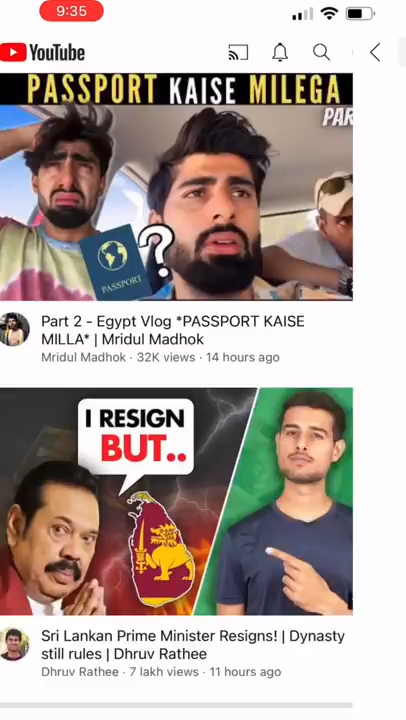 9:35
YouTube
PASSPORT KAISE MILEGA
PAR
PASSPORT
?
Part 2 - Egypt Vlog *PASSPORT KAISE
MILLA* | Mridul Madhok
Mridul Madhok · 32K views · 14 hours ago
I RESIGN
BUT..
Sri Lankan Prime Minister Resigns! | Dynasty
still rules | Dhruv Rathee
Dhruv Rathee · 7 lakh views · 11 hours ago